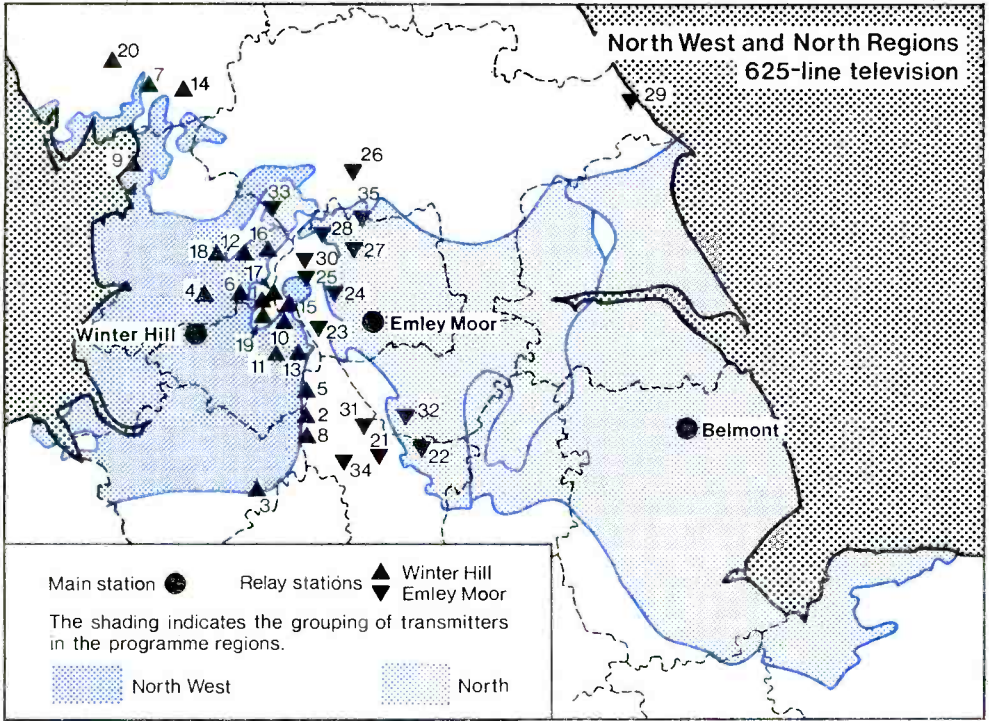 North West and North Regions
625-line television
20
7
14
29
9
26
33
35
28
18
12
16
27
30
17
25
4
6
1
24
15
Winter Hill
Emley Moor
19
10
23
11
13
5
2
31
32
8
21
22
34
Belmont
3
Main station
Relay stations
Winter Hill
Emley Moor
The shading indicates the grouping of transmitters
in the programme regions.
North West
North